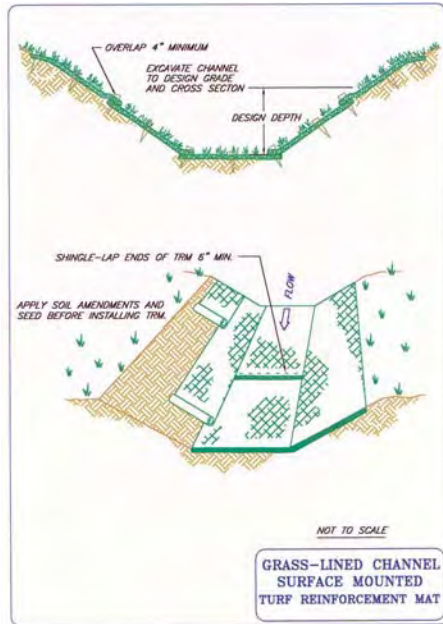 OVERLAP 4" MINIMUM
EXCAVATE CHANNEL
TO DESIGN GRADE
AND CROSS SECTON
DESIGN DEPTH
SHINGLE-LAP ENDS OF TRM 6" MIN.
FLOW
APPLY SOIL AMENDMENTS AND
SEED BEFORE INSTALLING TRM.
NOT TO SCALE
GRASS-LINED CHANNEL
SURFACE MOUNTED
TURF REINFORCEMENT MAT